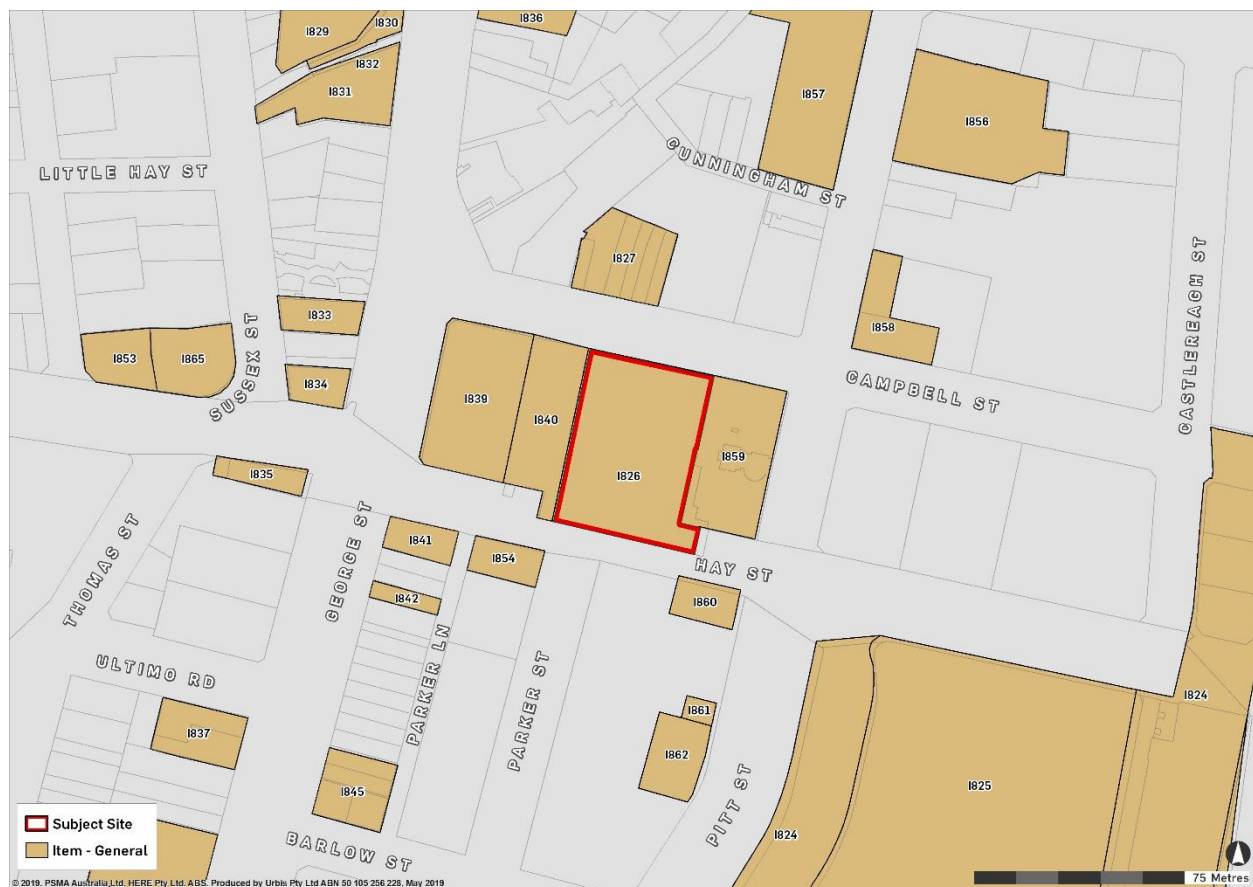 I829
I830
I836
I832
I831
I857
I856
LITTLE HAY ST
CUNNINGHAM ST
I827
I833
I858
CASTLEREAGH ST
I853
I865
SUSSEX ST
I834
CAMPBELL ST
I839
I840
I826
I859
I835
THOMAS ST
GEORGE ST
I841
I854
HAY ST
I842
I860
ULTIMO RD
PARKER LN
PARKER ST
I824
I837
I861
I862
PITT ST
I825
I845
I824
BARLOW ST
Subject Site
Item - General
75 Metres
© 2019. PSMA Australia Ltd, HERE Pty Ltd. ABS. Produced by Urbis Pty Ltd ABN 50 105 256 228, May 2019